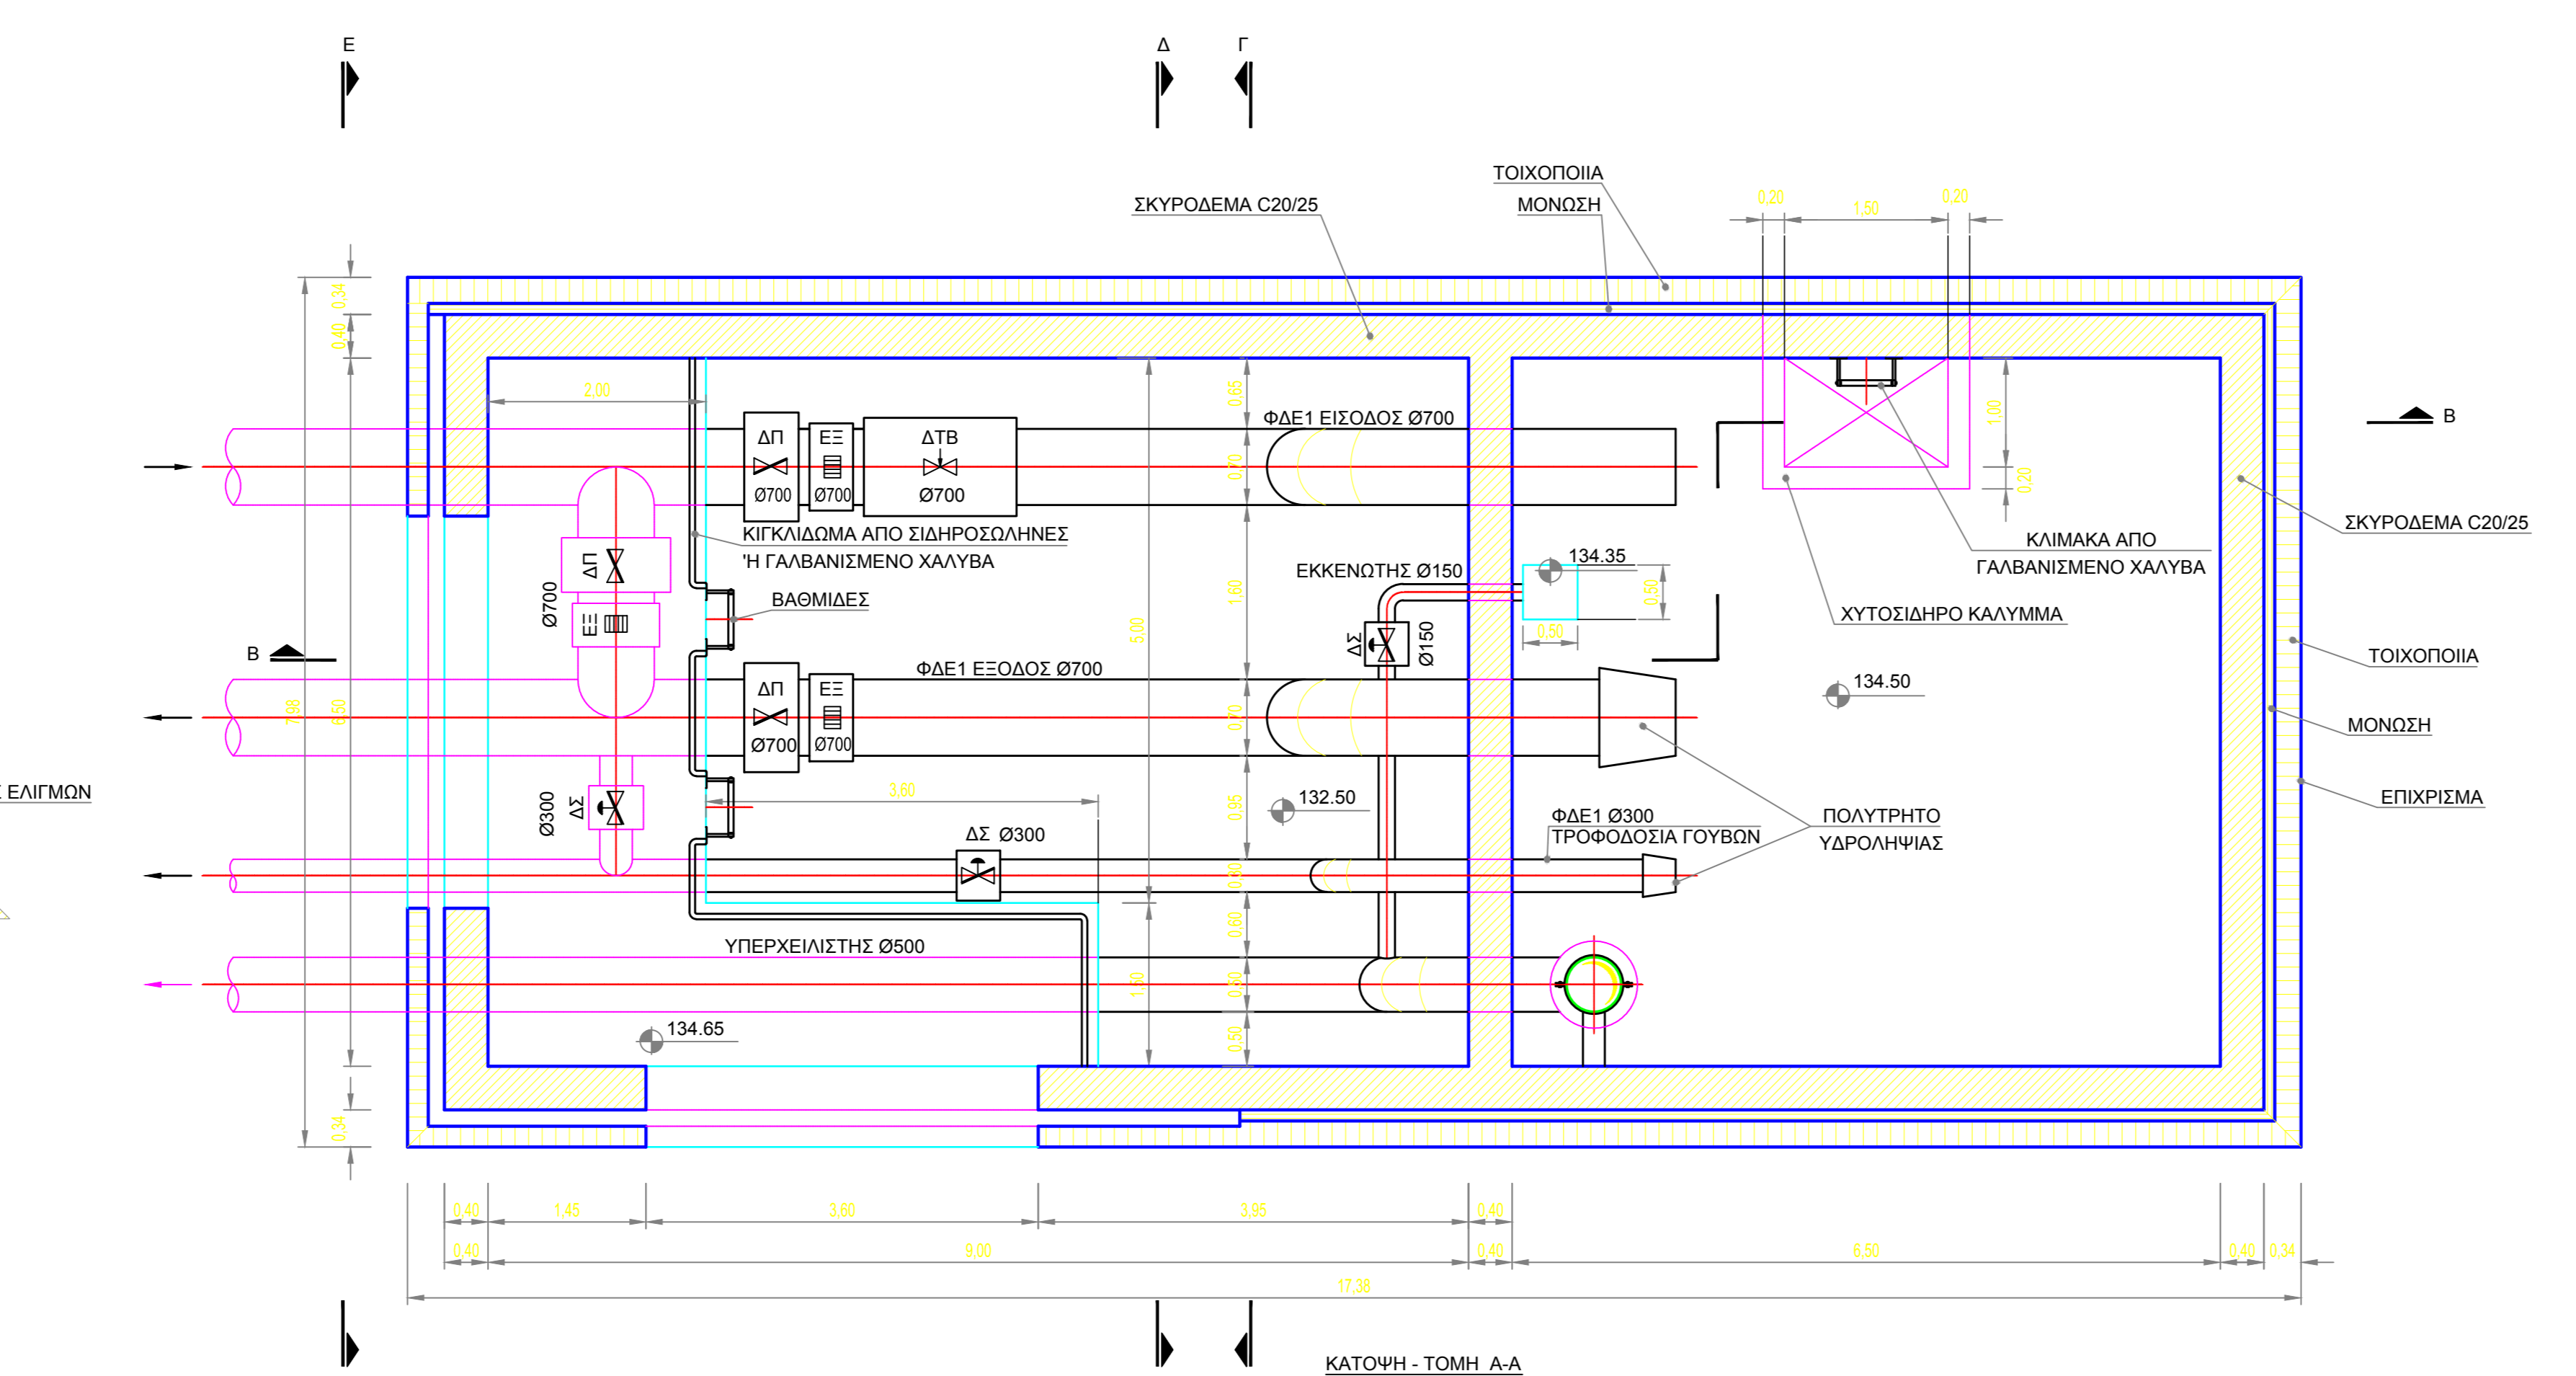 Ε
Δ
Γ
ΤΟΙΧΟΠΟΙΙΑ
ΣΚΥΡΟΔΕΜΑ C20/25
ΜΟΝΩΣΗ
0,20
1,50
0,20
0,34
0,40
2,00
0,65
ΦΔΕ1 ΕΙΣΟΔΟΣ Ø700
1,00
Β
ΔΠ
ΕΞ
ΔΤΒ
0,70
Ø700
Ø700
Ø700
0,20
ΣΚΥΡΟΔΕΜΑ C20/25
ΚΙΓΚΛΙΔΩΜΑ ΑΠΟ ΣΙΔΗΡΟΣΩΛΗΝΕΣ
'Η ΓΑΛΒΑΝΙΣΜΕΝΟ ΧΑΛΥΒΑ
ΚΛΙΜΑΚΑ ΑΠΟ
ΓΑΛΒΑΝΙΣΜΕΝΟ ΧΑΛΥΒΑ
ΔΠ
Ø700
ΕΞ
ΕΚΚΕΝΩΤΗΣ Ø150
134.35
0,50
0,50
1,60
ΒΑΘΜΙΔΕΣ
ΧΥΤΟΣΙΔΗΡΟ ΚΑΛΥΜΜΑ
5,00
ΔΣ
Ø150
Β
ΤΟΙΧΟΠΟΙΙΑ
ΦΔΕ1 ΕΞΟΔΟΣ Ø700
134.50
ΔΠ
ΕΞ
Ø700
Ø700
0,70
7,98
6,50
ΜΟΝΩΣΗ
Σ ΕΛΙΓΜΩΝ
3,60
132.50
0,95
ΕΠΙΧΡΙΣΜΑ
Ø300
ΔΣ
ΦΔΕ1 Ø300
ΤΡΟΦΟΔΟΣΙΑ ΓΟΥΒΩΝ
ΠΟΛΥΤΡΗΤΟ
ΥΔΡΟΛΗΨΙΑΣ
ΔΣ Ø300
0,30
0,60
ΥΠΕΡΧΕΙΛΙΣΤΗΣ Ø500
1,50
0,50
134.65
0,50
0,34
0,40
1,45
3,60
3,95
0,40
0,40
9,00
0,40
6,50
0,40
0,34
17,38
ΚΑΤΟΨΗ - ΤΟΜΗ Α-Α